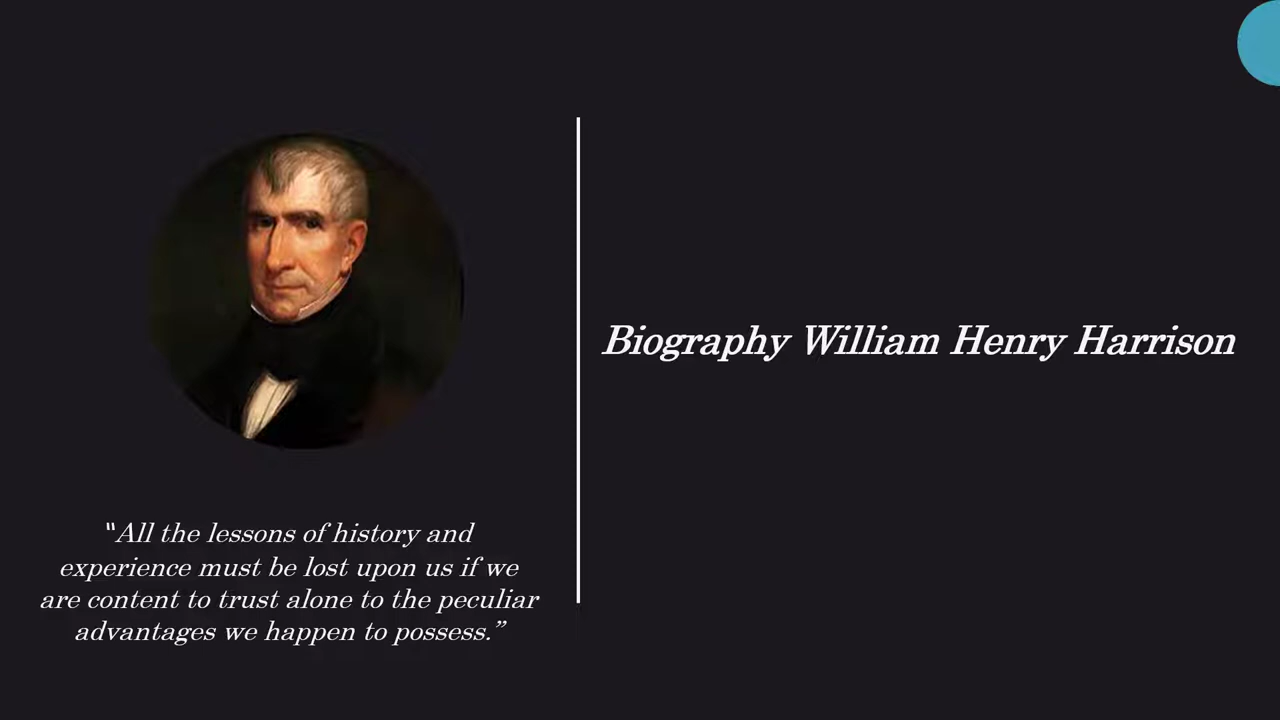 "All the lessons of history and
experience must be lost upon us if we
are content to trust alone to the peculiar
advantages we happen to possess.”
Biography William Henry Harrison